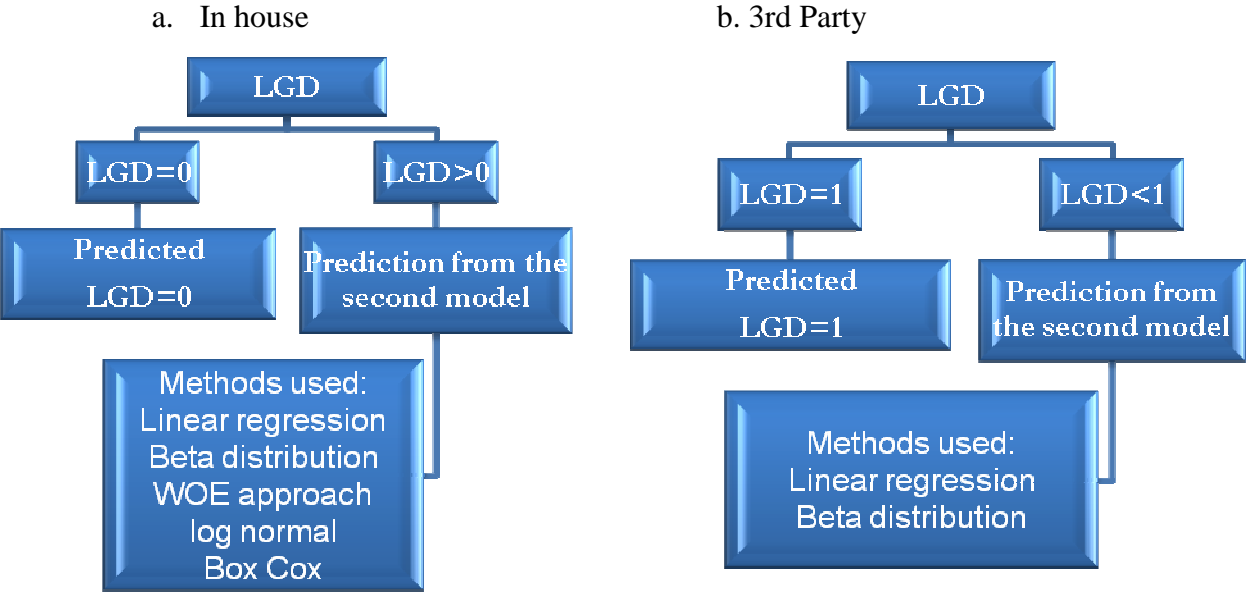 a. In house
LGD
LGD=0
LGD>0
Predicted
LGD=0
Prediction from the
second model
Methods used:
Linear regression
Beta distribution
WOE approach
log normal
Box Cox
b. 3rd Party
LGD
LGD=1
LGD<1
Predicted
LGD=1
Prediction from
the second model
Methods used:
Linear regression
Beta distribution